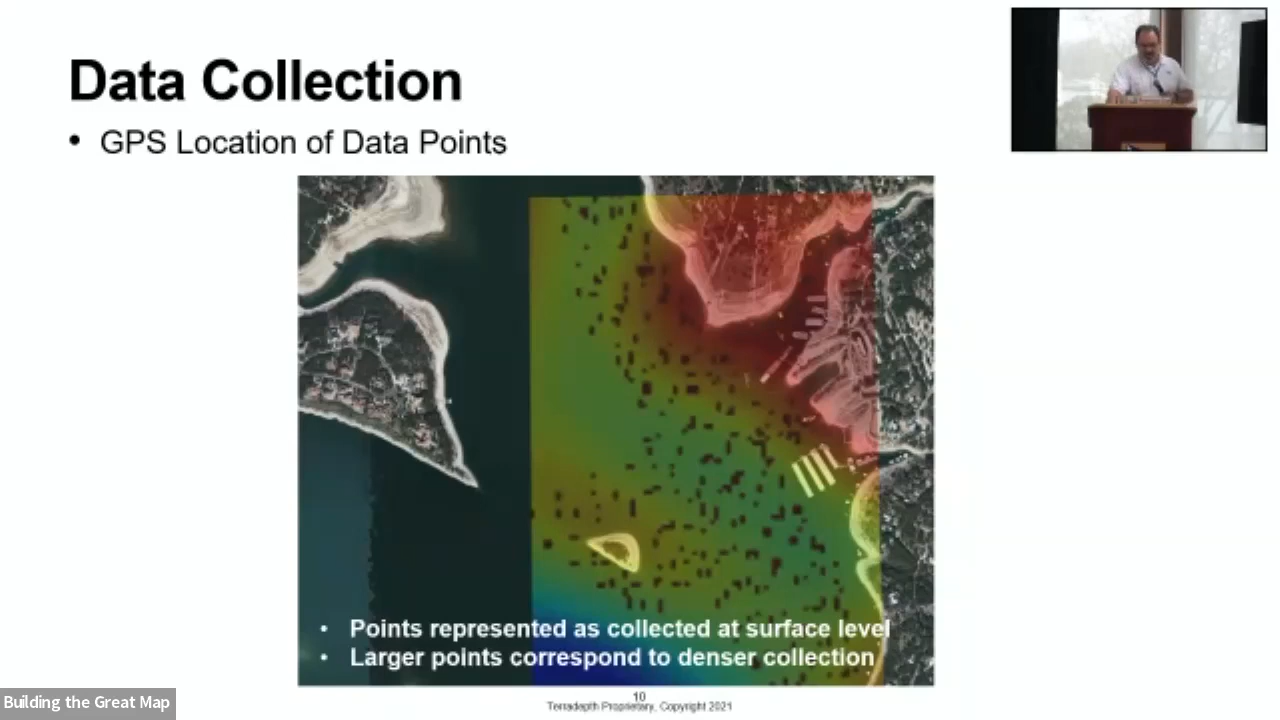 Data Collection
• GPS Location of Data Points
• Points represented as collected at surface level
• Larger points correspond to denser collection
10
Terradepth Proprietary, Copyright 2021
Building the Great Map